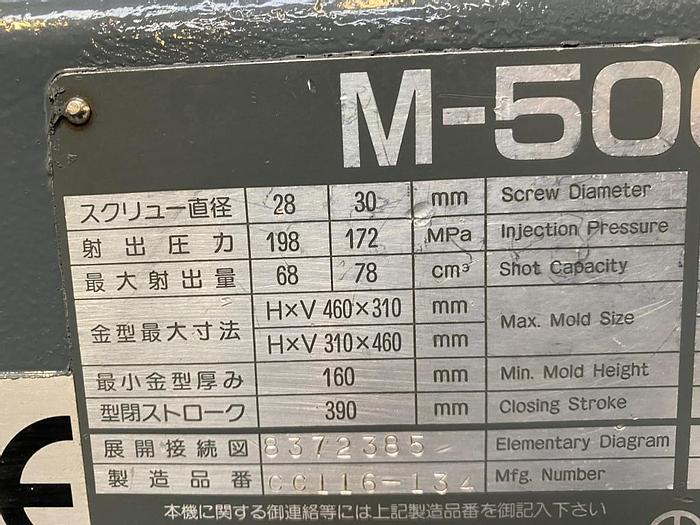 M-50
スクリュー直径 28 30 mm Screw Diameter
射出圧力 198 172 MPa Injection Pressure
最大射出量 68 78 cm³ Shot Capacity
金型最大寸法 H×V 460×310 mm Max. Mold Size
H×V 310×460 mm
最小金型厚み 160 mm Min. Mold Height
型閉ストローク 390 mm Closing Stroke
展開接続図 8372385 Elementary Diagram
製造品番 CC116-134 Mfg. Number
本機に関する御連絡等には上記製造品番を御記入下さい